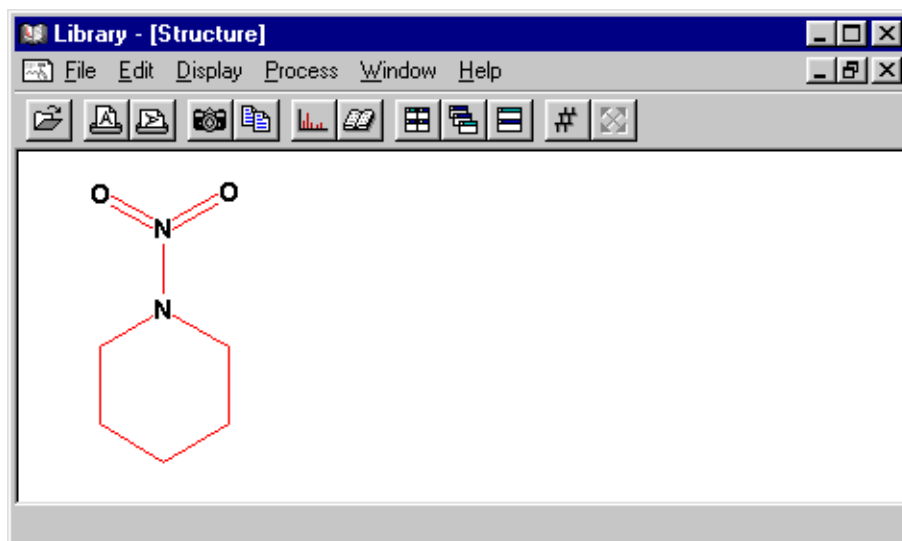 Library - [Structure]
File Edit Display Process Window Help
A A #
O O
N
N